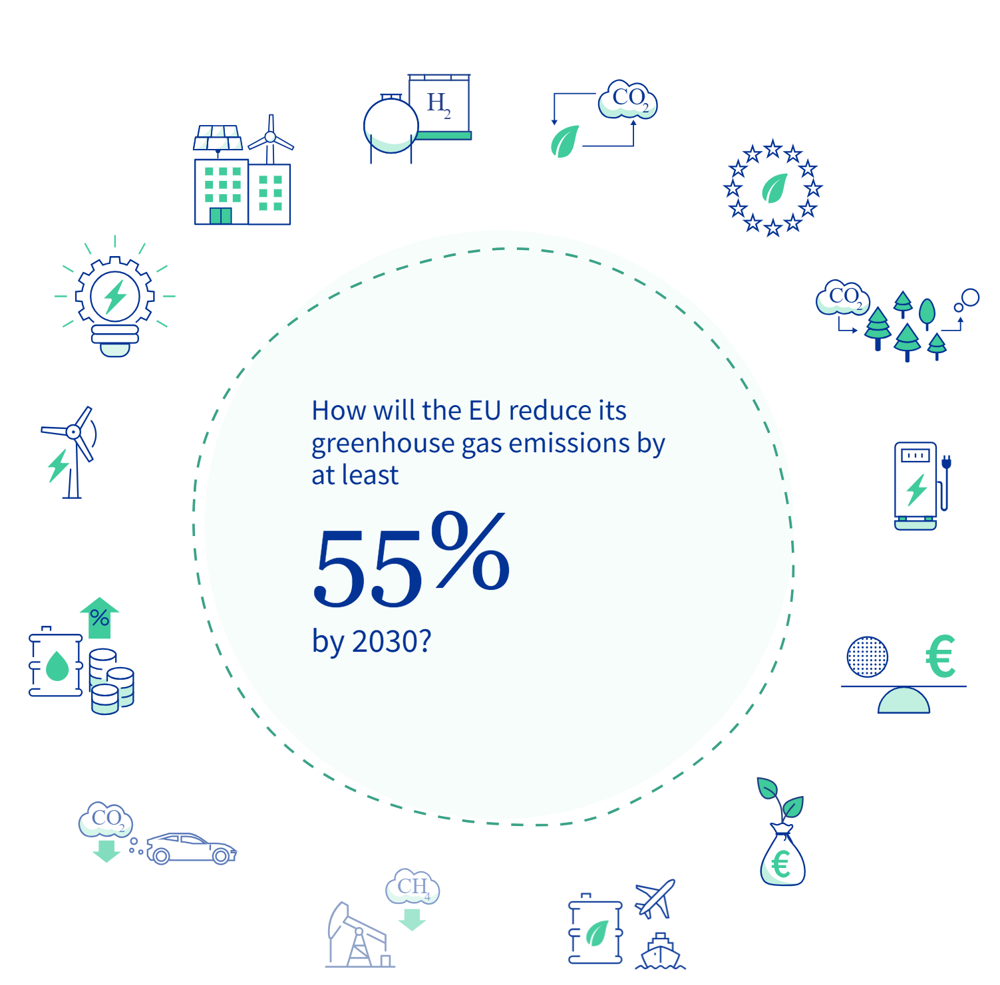 H2
CO2
CO2
How will the EU reduce its
greenhouse gas emissions by
at least
55%
by 2030?
%
€
CO2
€
CH4